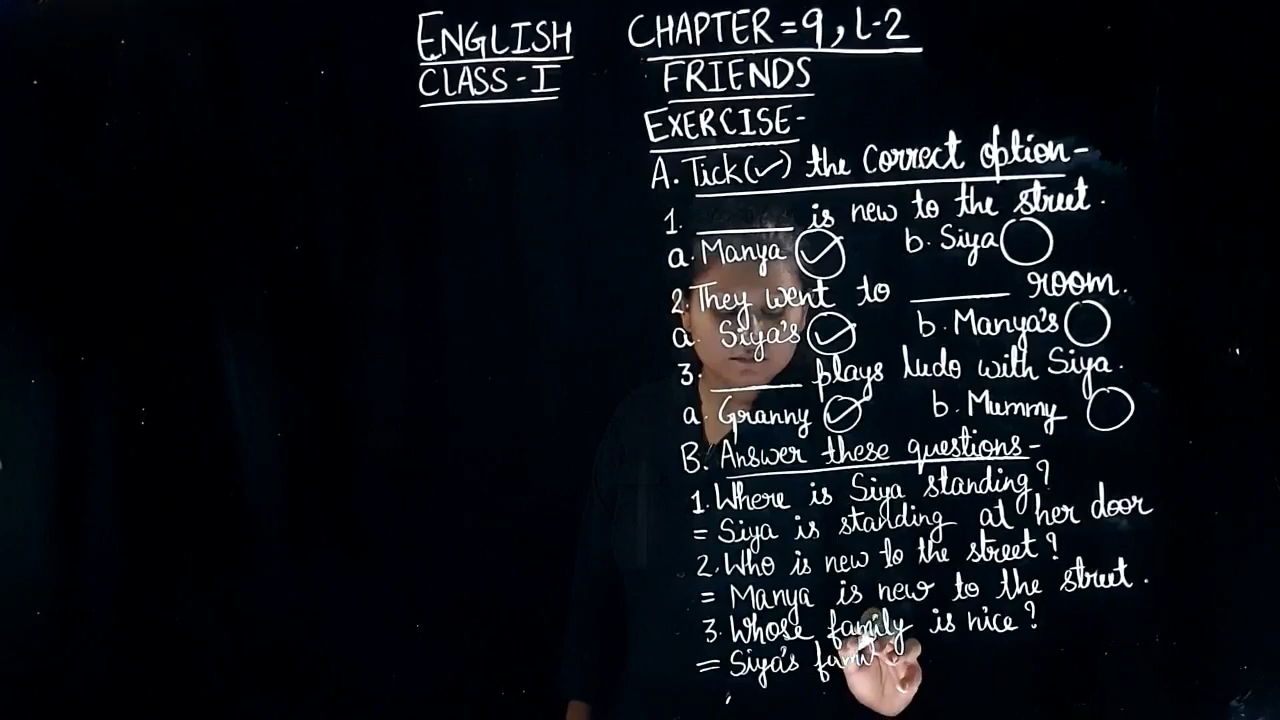 ENGLISH CHAPTER = 9, L-2
CLASS - I FRIENDS
EXERCISE-
A. Tick (✓) the correct option-
1. ______ is new to the street.
a. Manya ✓ b. Siya
2. They went to ______ room.
a. Siya's ✓ b. Manya's
3. ______ plays ludo with Siya.
a. Granny ✓ b. Mummy
B. Answer these questions-
1. Where is Siya standing?
= Siya is standing at her door
2. Who is new to the street?
= Manya is new to the street.
3. Whose family is nice?
= Siya's